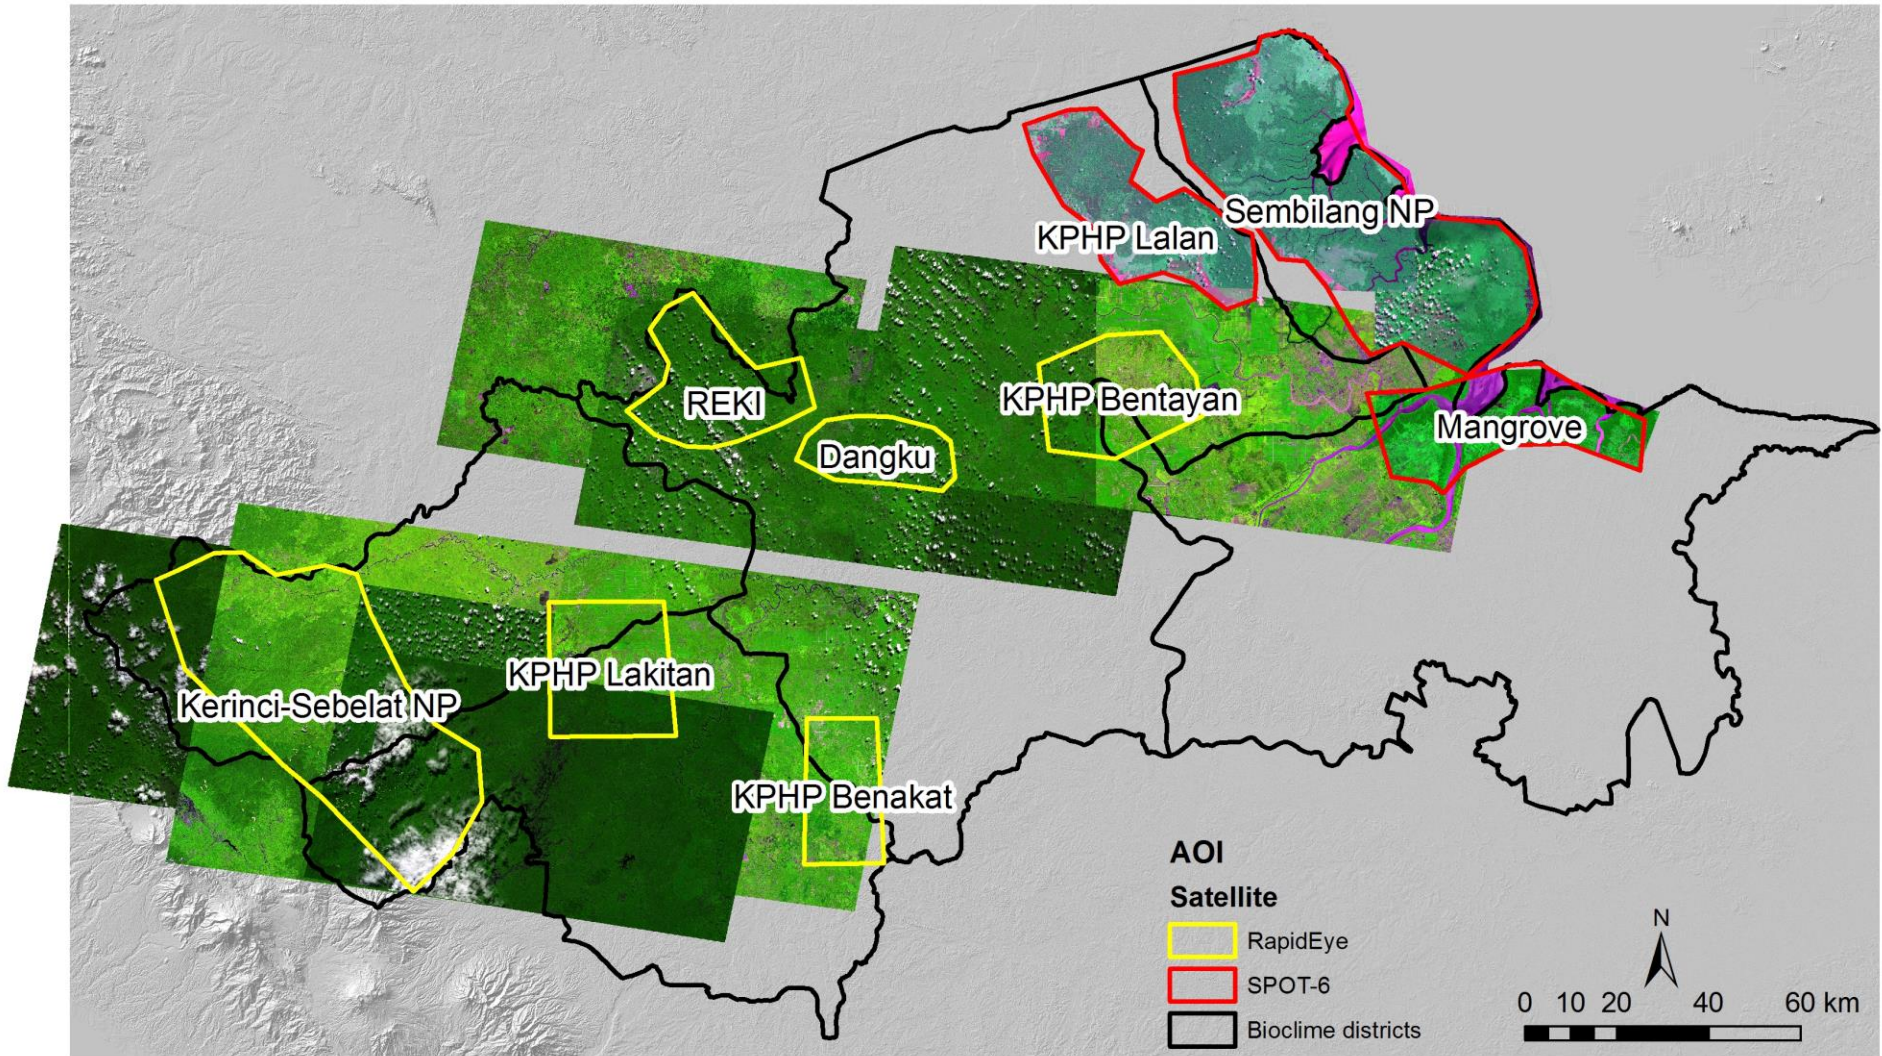 Sembilang NP
KPHP Lalan
REKI
KPHP Bentayan
Dangku
Mangrove
KPHP Lakitan
Kerinci-Sebelat NP
KPHP Benakat
AOI
Satellite
RapidEye
SPOT-6
Bioclime districts
N
0 10 20 40 60 km